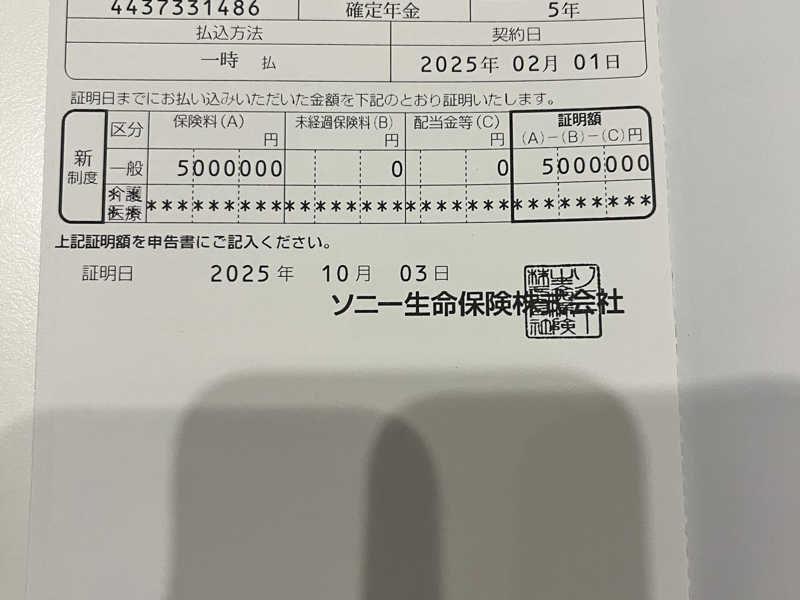 4437331486 確定年金 5年
払込方法 契約日
一時 払 2025年 02月 01日
証明日までにお払い込みいただいた金額を下記のとおり証明いたします。
新制度 区分 保険料(A) 円 未経過保険料(B) 円 配当金等(C) 円 証明額 (A)-(B)-(C)円
一般 5000000 0 0 5000000
介護医療 ********* ******** ******* *******
上記証明額を申告書にご記入ください。
証明日 2025年 10月 03日
ソニー生命保険株式会社